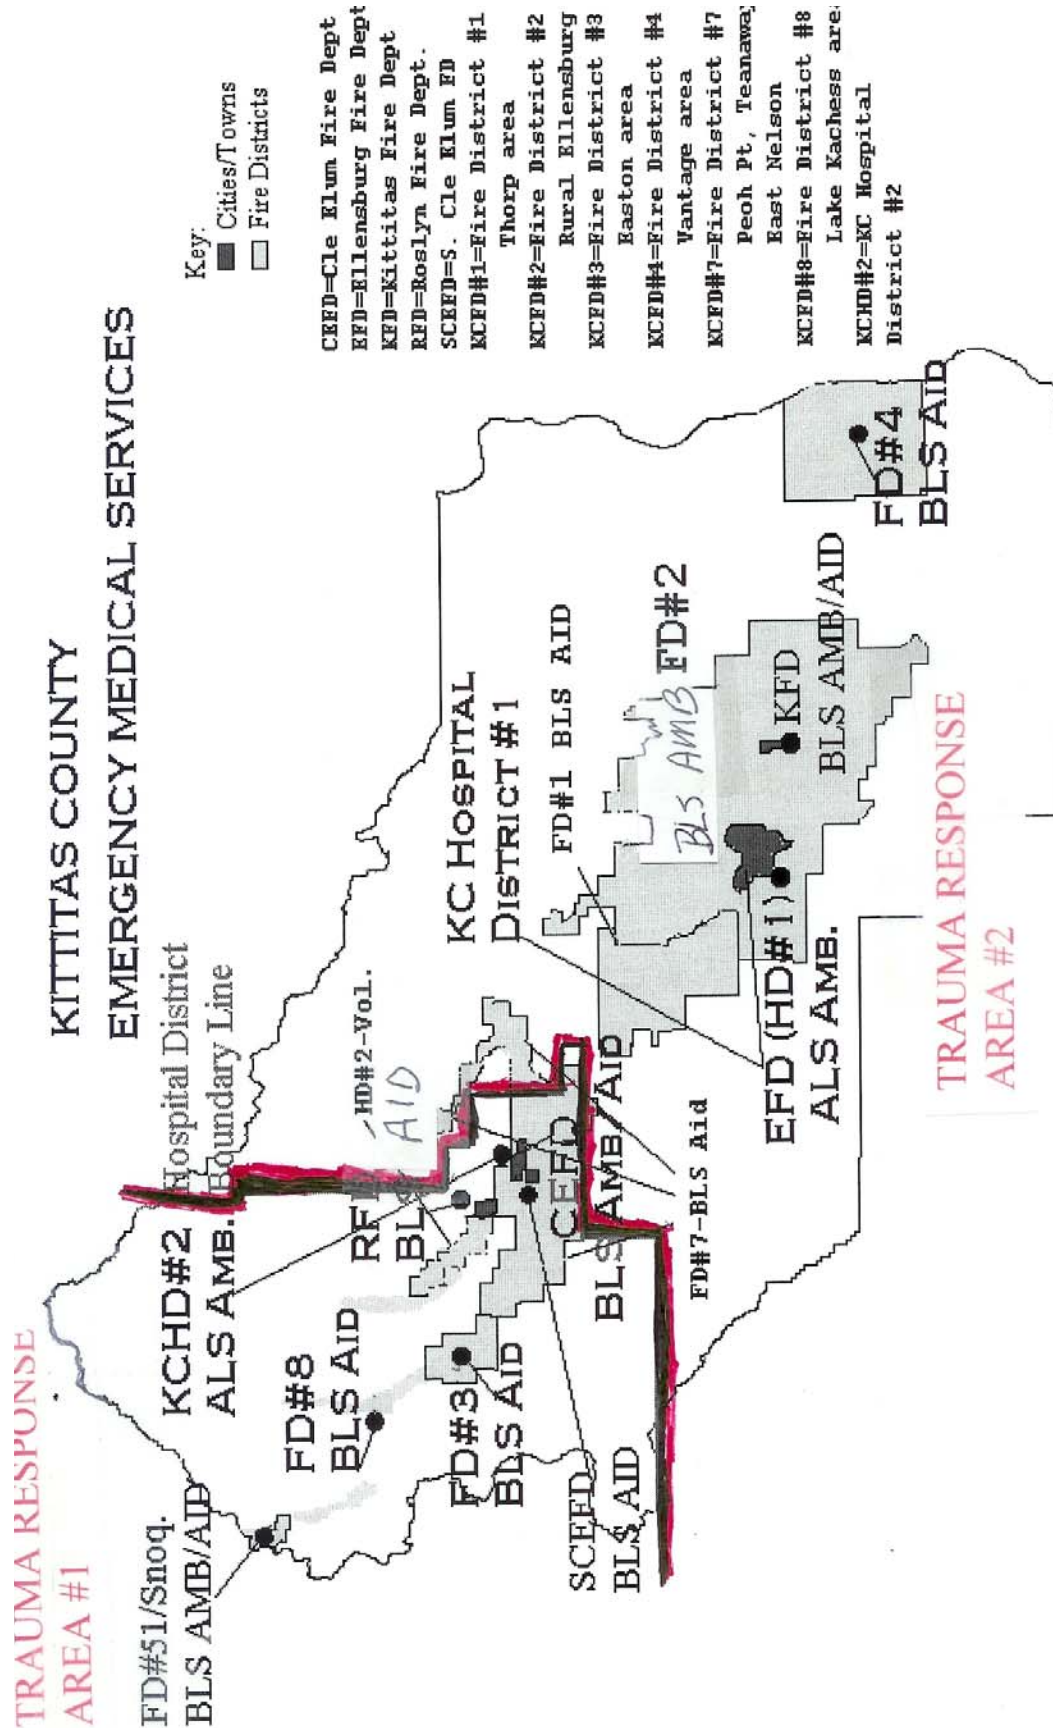 KITTITAS COUNTY
EMERGENCY MEDICAL SERVICES
Key:
Cities/Towns
Fire Districts
CEFD=Cle Elum Fire Dept
EFD=Ellensburg Fire Dept
KFD=Kittitas Fire Dept
RFD=Roslyn Fire Dept.
SCEFD=S. Cle Elum FD
KCFD#1=Fire District #1
Thorp area
KCFD#2=Fire District #2
Rural Ellensburg
KCFD#3=Fire District #3
Easton area
KCFD#4=Fire District #4
Vantage area
KCFD#7=Fire District #7
Peoh Pt, Teanaway
East Nelson
KCFD#8=Fire District #8
Lake Kachess area
KCHD#2=KC Hospital
District #2
TRAUMA RESPONSE
AREA #1
FD#51/Snoq.
BLS AMB/AID
KCHD#2
ALS AMB.
Hospital District
Boundary Line
FD#8
BLS AID
RF
BL
HD#2-Vol.
AID
FD#3
BLS AID
KC HOSPITAL
DISTRICT #1
FD#1 BLS AID
SCEFD
BLS AID
CEFD
BLS AMB/AID
FD#7-BLS Aid
BLS AMB
FD#2
EFD (HD#1)
ALS AMB.
KFD
BLS AMB/AID
FD#4
BLS AID
TRAUMA RESPONSE
AREA #2